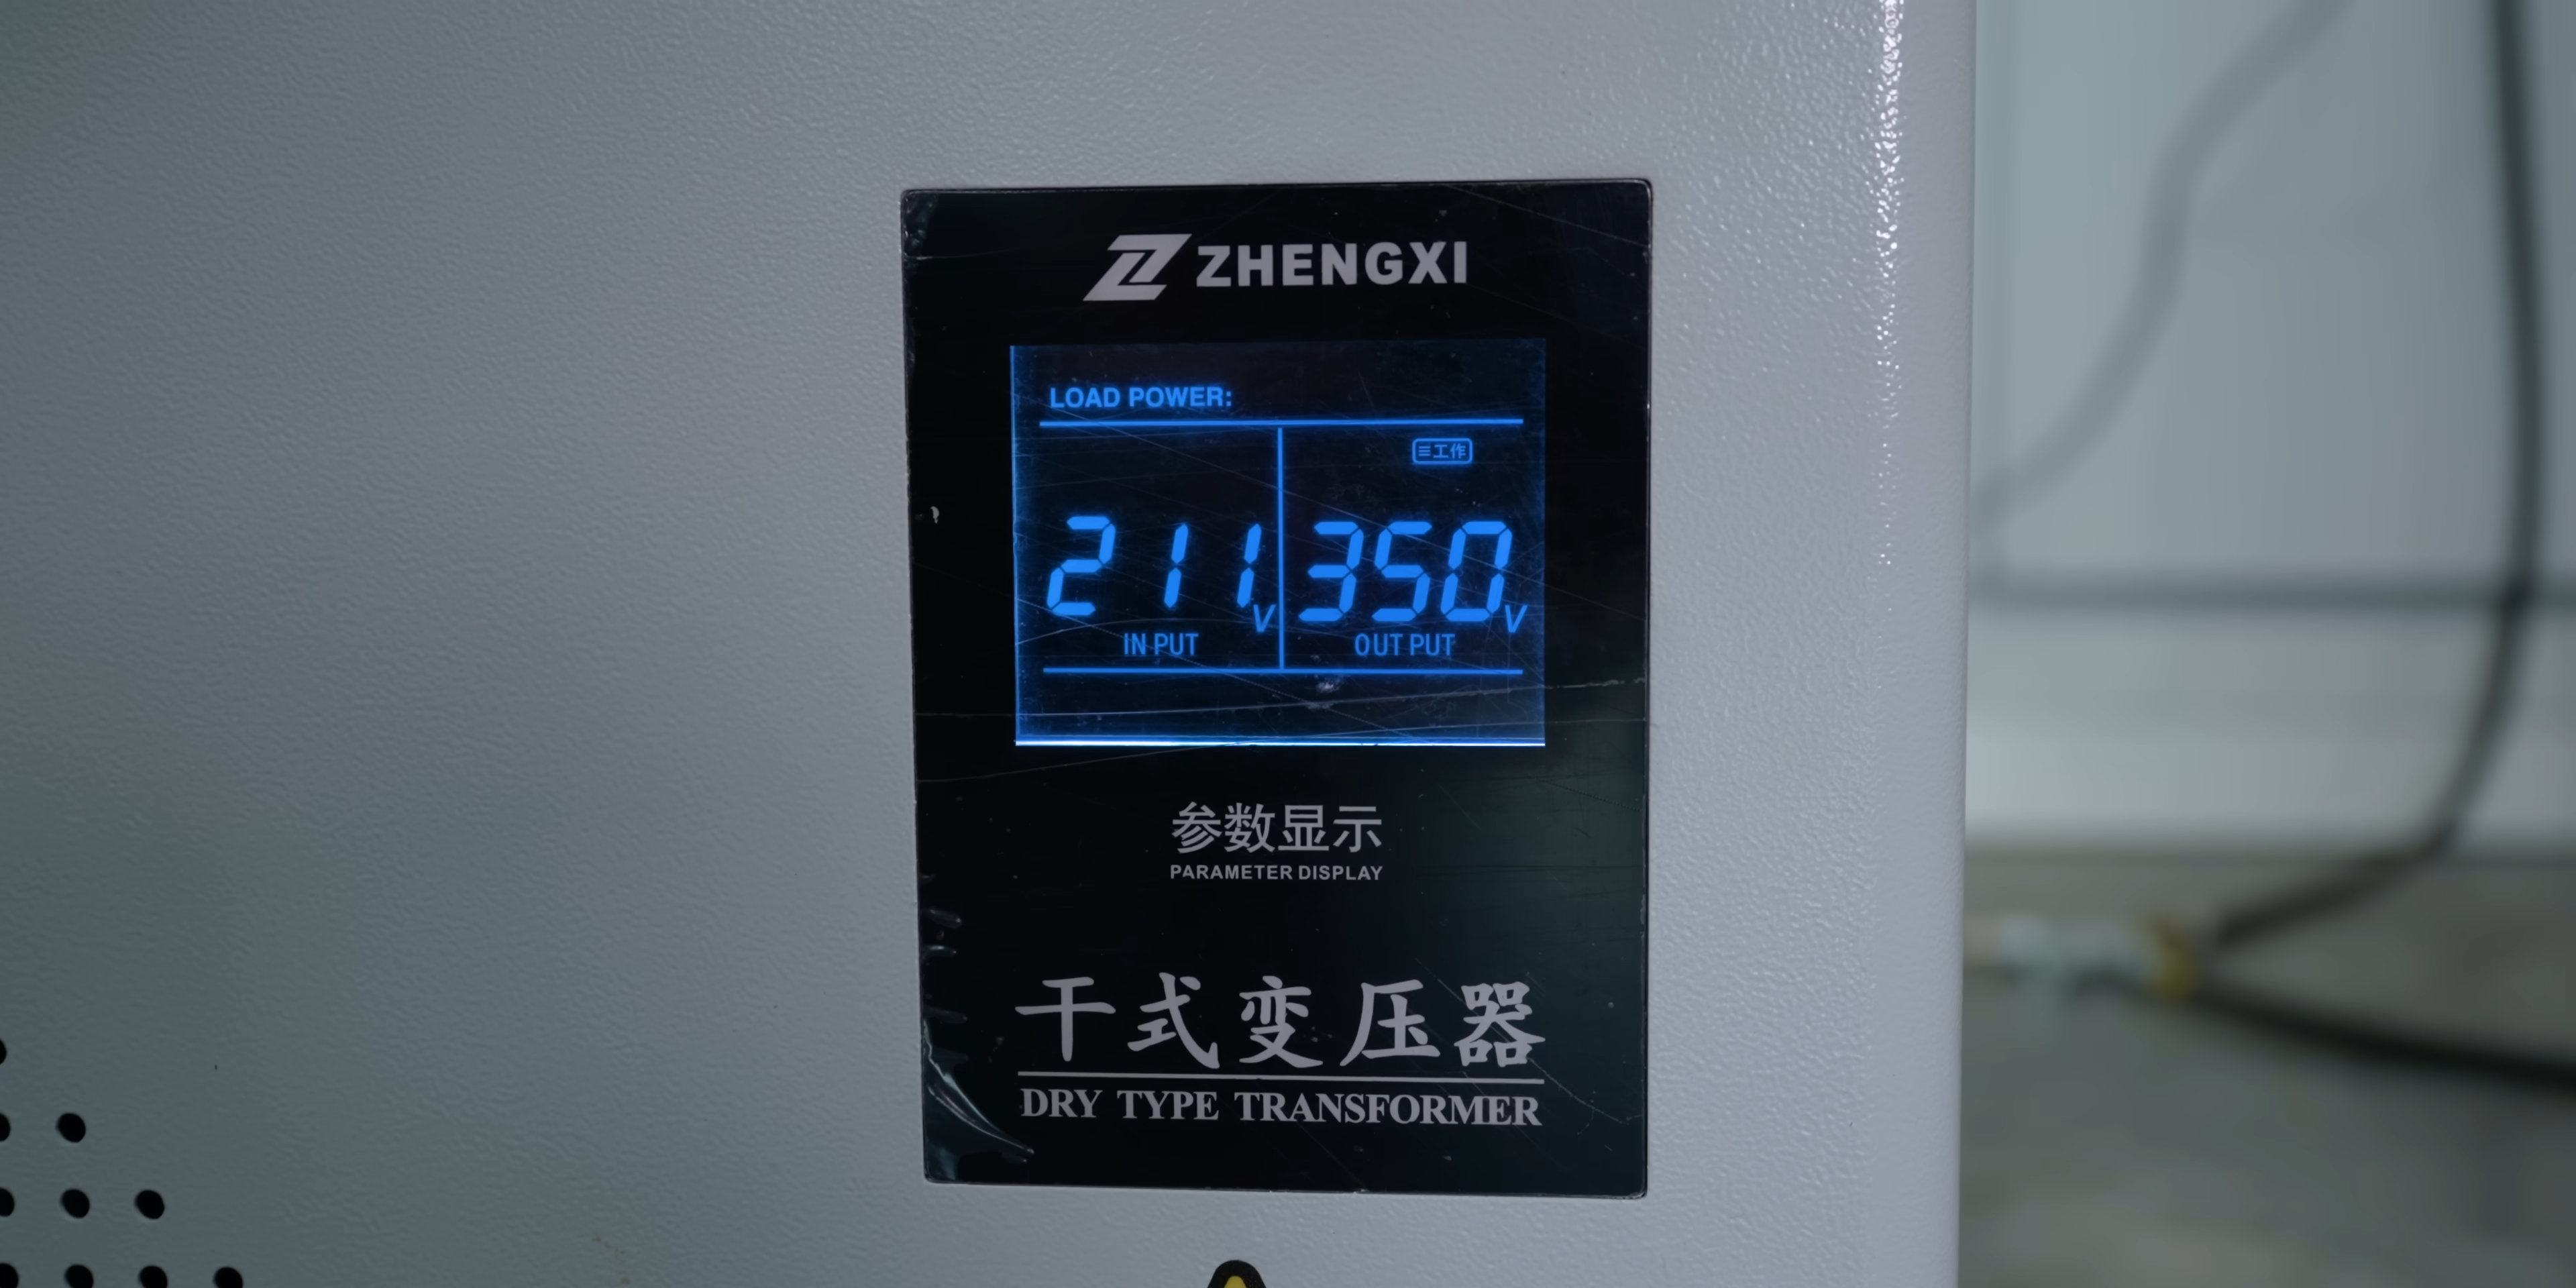 ZHENGXI
LOAD POWER:
工作
211V 350V
IN PUT OUT PUT
参数显示
PARAMETER DISPLAY
干式变压器
DRY TYPE TRANSFORMER